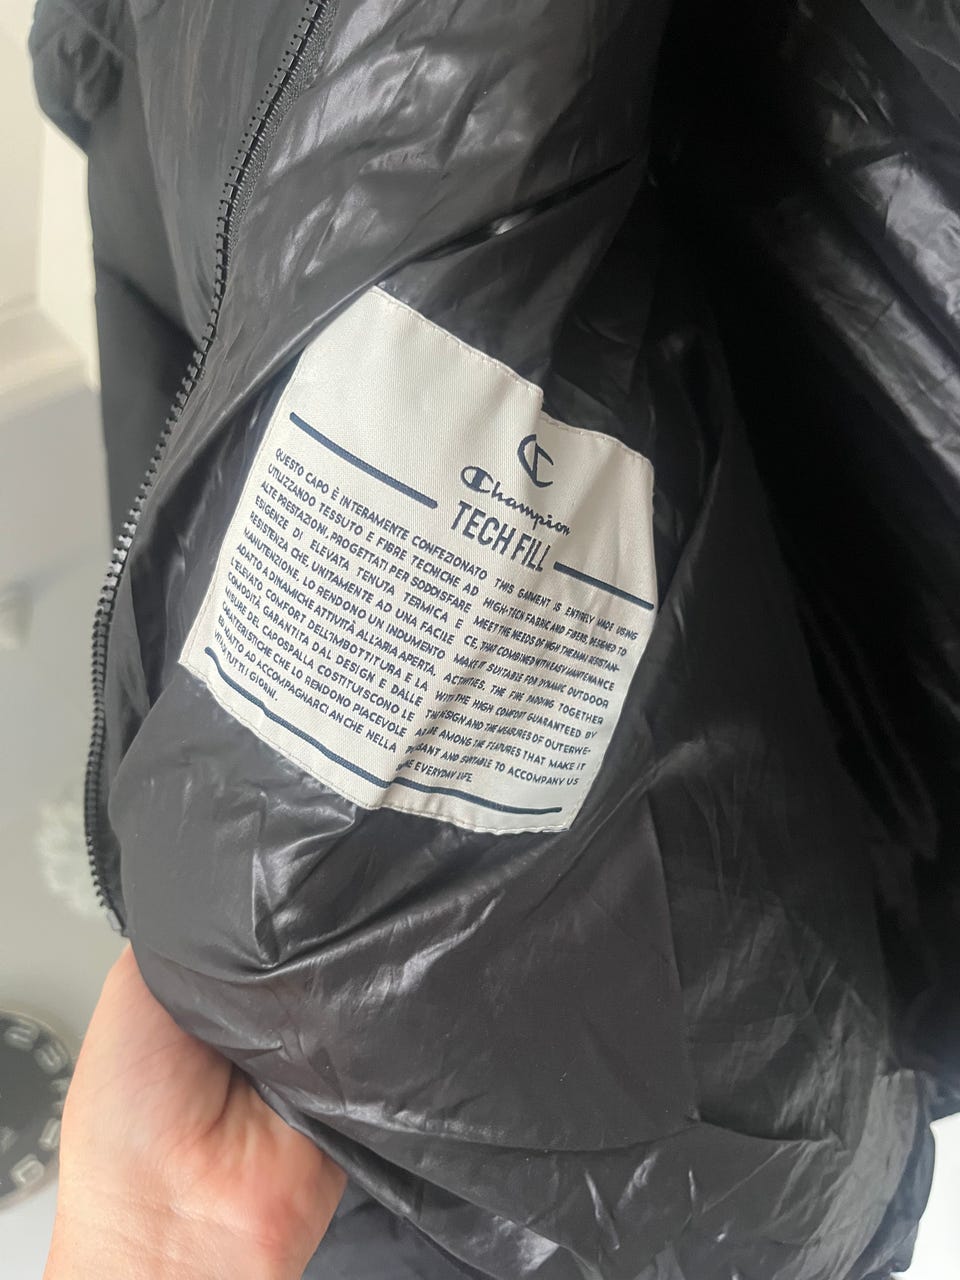 Champion
TECH FILL
QUESTO CAPO È INTERAMENTE CONFEZIONATO
UTILIZZANDO TESSUTO E FIBRE TECNICHE AD
ALTE PRESTAZIONI, PROGETTATI PER SODDISFARE
ESIGENZE DI ELEVATA TENUTA TERMICA E
RESISTENZA CHE, UNITAMENTE AD UNA FACILE
MANUTENZIONE, LO RENDONO UN INDUMENTO
ADATTO A DINAMICHE ATTIVITÀ ALL'ARIA APERTA.
L'ELEVATO COMFORT DELL'IMBOTTITURA E LA
COMODITÀ GARANTITA DAL DESIGN E DALLE
MISURE DEL CAPOSPALLA COSTITUISCONO LE
CARATTERISTICHE CHE LO RENDONO PIACEVOLE
ED ADATTO AD ACCOMPAGNARCI ANCHE NELLA
VITA DI TUTTI I GIORNI.
THIS GARMENT IS ENTIRELY MADE USING
HIGH-TECH FABRIC AND FIBERS DESIGNED TO
MEET THE NEEDS OF HIGH THERMAL RESISTAN-
CE, THAT COMBINED WITH EASY MAINTENANCE
MAKE IT SUITABLE FOR DYNAMIC OUTDOOR
ACTIVITIES. THE FINE PADDING TOGETHER
WITH THE HIGH COMFORT GUARANTEED BY
THE DESIGN AND THE MEASURES OF OUTERWE-
AR ARE AMONG THE FEATURES THAT MAKE IT
PLEASANT AND SUITABLE TO ACCOMPANY US
EVERYDAY LIFE.